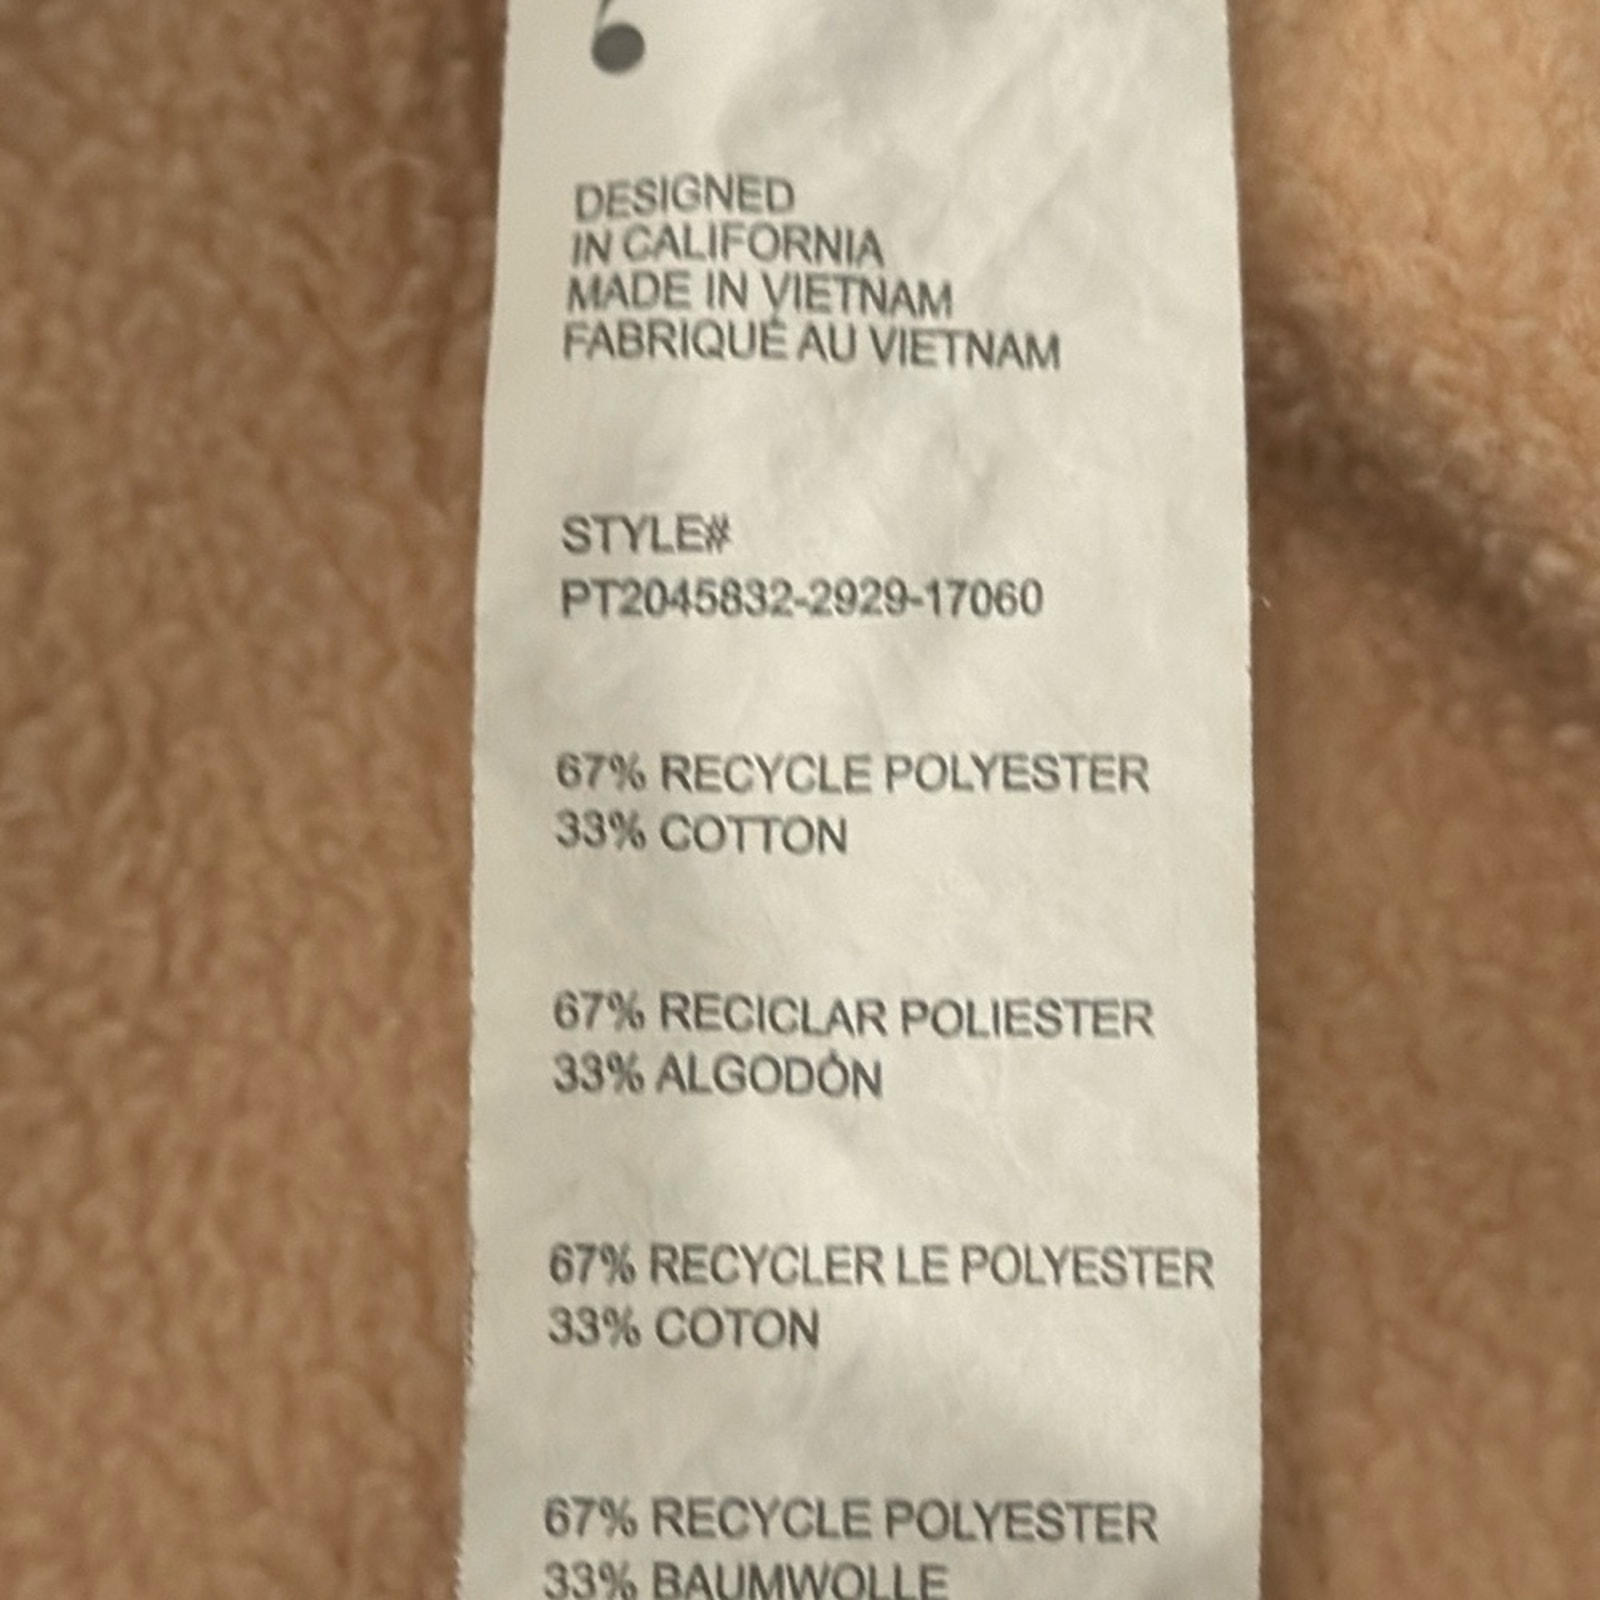 DESIGNED
IN CALIFORNIA
MADE IN VIETNAM
FABRIQUÉ AU VIETNAM
STYLE#
PT2045832-2929-17060
67% RECYCLE POLYESTER
33% COTTON
67% RECICLAR POLIESTER
33% ALGODÓN
67% RECYCLER LE POLYESTER
33% COTON
67% RECYCLE POLYESTER
33% BAUMWOLLE